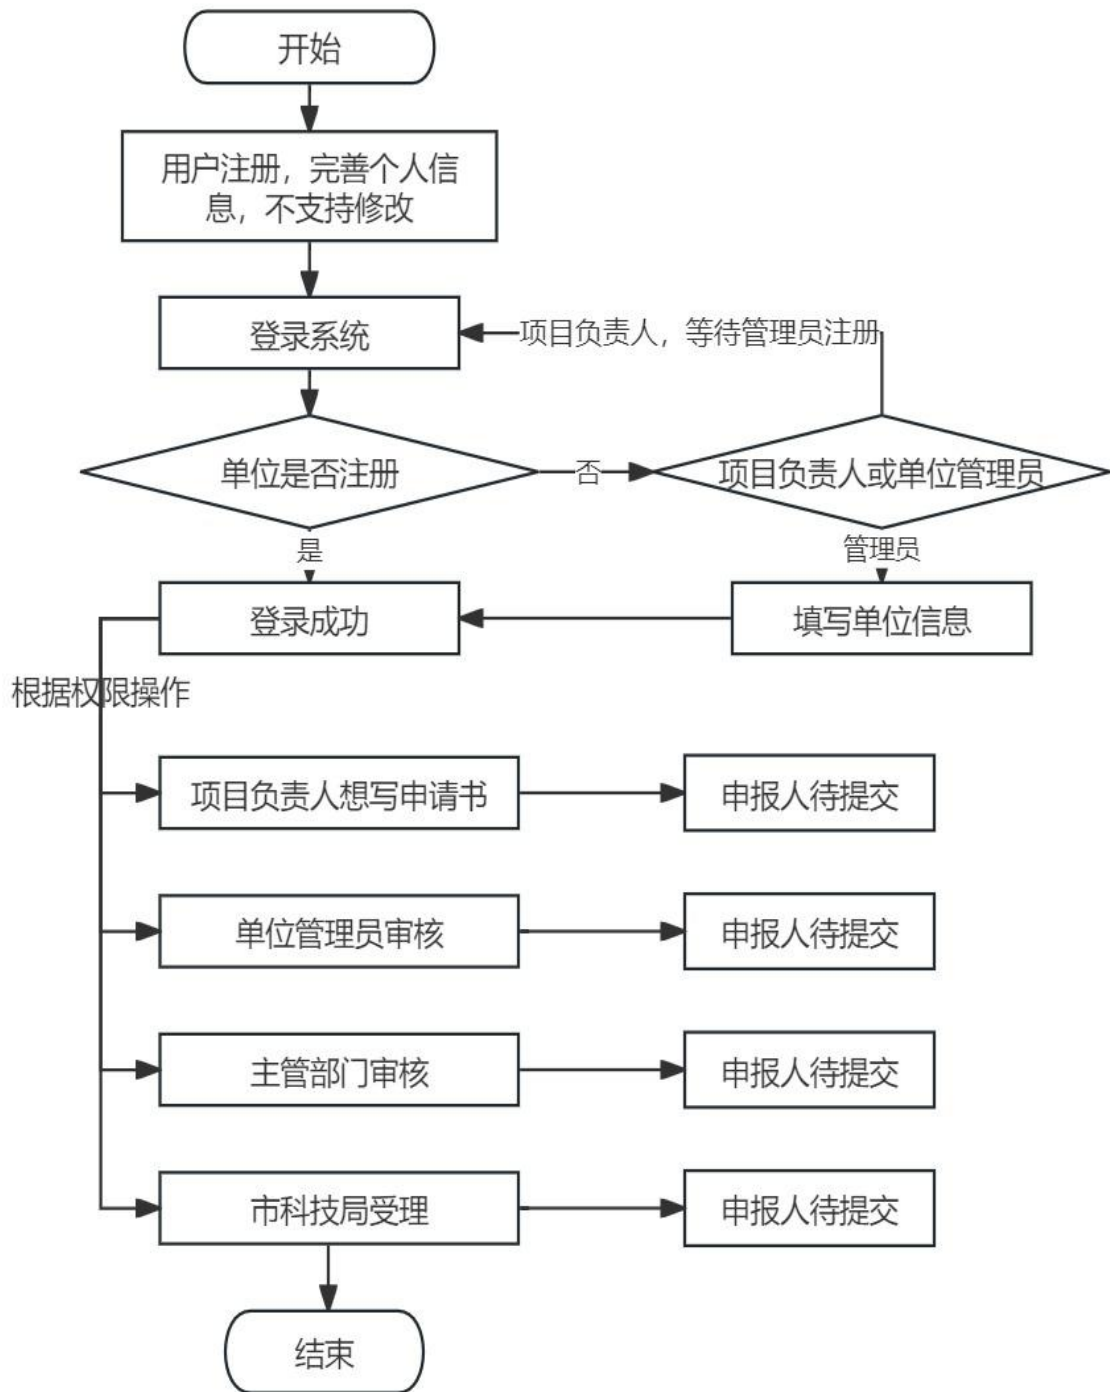 开始
用户注册，完善个人信
息，不支持修改
登录系统
项目负责人，等待管理员注册
单位是否注册
否
项目负责人或单位管理员
是
管理员
登录成功
填写单位信息
根据权限操作
项目负责人想写申请书
申报人待提交
单位管理员审核
申报人待提交
主管部门审核
申报人待提交
市科技局受理
申报人待提交
结束